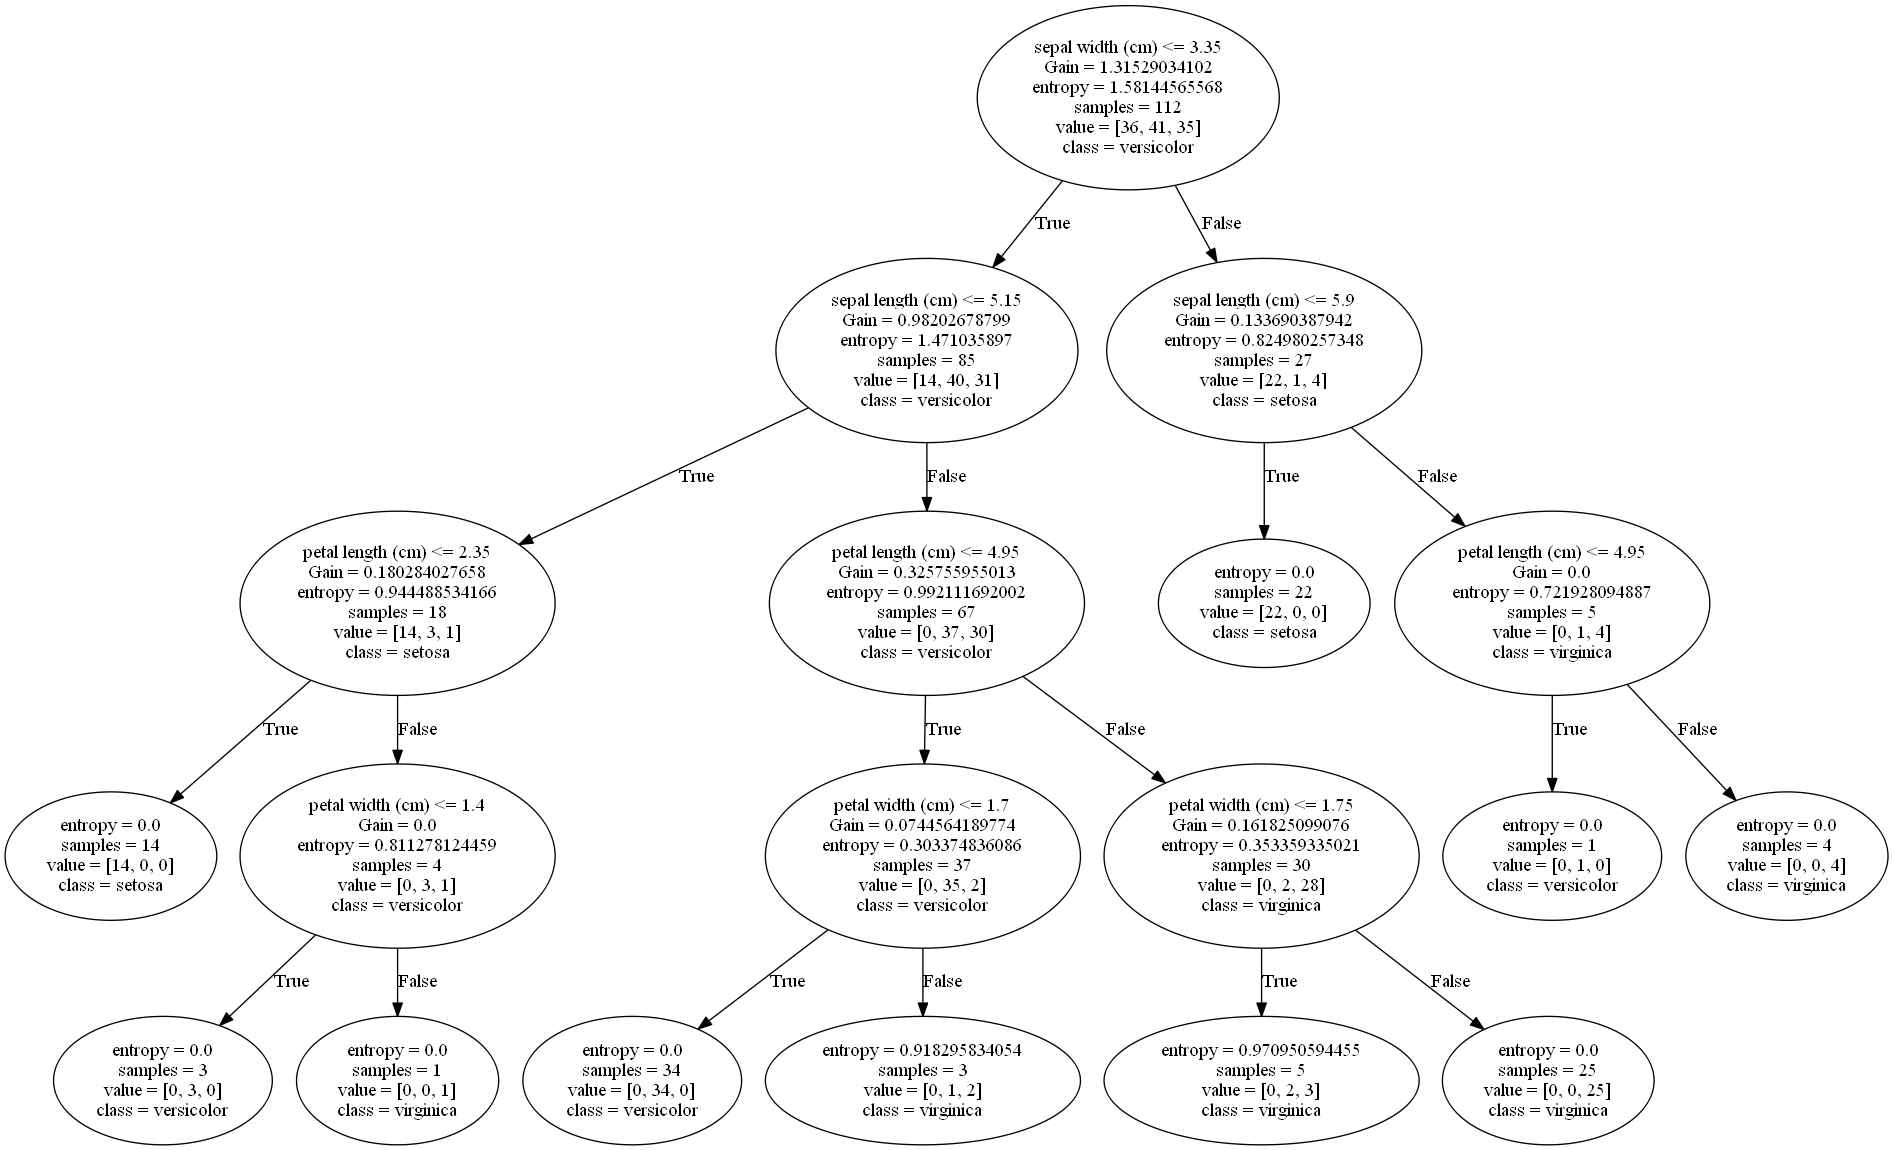 sepal width (cm) <= 3.35
Gain = 1.31529034102
entropy = 1.58144565568
samples = 112
value = [36, 41, 35]
class = versicolor
True
False
sepal length (cm) <= 5.15
Gain = 0.98202678799
entropy = 1.471035897
samples = 85
value = [14, 40, 31]
class = versicolor
sepal length (cm) <= 5.9
Gain = 0.133690387942
entropy = 0.824980257348
samples = 27
value = [22, 1, 4]
class = setosa
True
False
True
False
petal length (cm) <= 2.35
Gain = 0.180284027658
entropy = 0.944488534166
samples = 18
value = [14, 3, 1]
class = setosa
petal length (cm) <= 4.95
Gain = 0.325755955013
entropy = 0.992111692002
samples = 67
value = [0, 37, 30]
class = versicolor
entropy = 0.0
samples = 22
value = [22, 0, 0]
class = setosa
petal length (cm) <= 4.95
Gain = 0.0
entropy = 0.721928094887
samples = 5
value = [0, 1, 4]
class = virginica
True
False
True
False
True
False
entropy = 0.0
samples = 14
value = [14, 0, 0]
class = setosa
petal width (cm) <= 1.4
Gain = 0.0
entropy = 0.811278124459
samples = 4
value = [0, 3, 1]
class = versicolor
petal width (cm) <= 1.7
Gain = 0.0744564189774
entropy = 0.303374836086
samples = 37
value = [0, 35, 2]
class = versicolor
petal width (cm) <= 1.75
Gain = 0.161825099076
entropy = 0.353359335021
samples = 30
value = [0, 2, 28]
class = virginica
entropy = 0.0
samples = 1
value = [0, 1, 0]
class = versicolor
entropy = 0.0
samples = 4
value = [0, 0, 4]
class = virginica
True
False
True
False
True
False
entropy = 0.0
samples = 3
value = [0, 3, 0]
class = versicolor
entropy = 0.0
samples = 1
value = [0, 0, 1]
class = virginica
entropy = 0.0
samples = 34
value = [0, 34, 0]
class = versicolor
entropy = 0.918295834054
samples = 3
value = [0, 1, 2]
class = virginica
entropy = 0.970950594455
samples = 5
value = [0, 2, 3]
class = virginica
entropy = 0.0
samples = 25
value = [0, 0, 25]
class = virginica